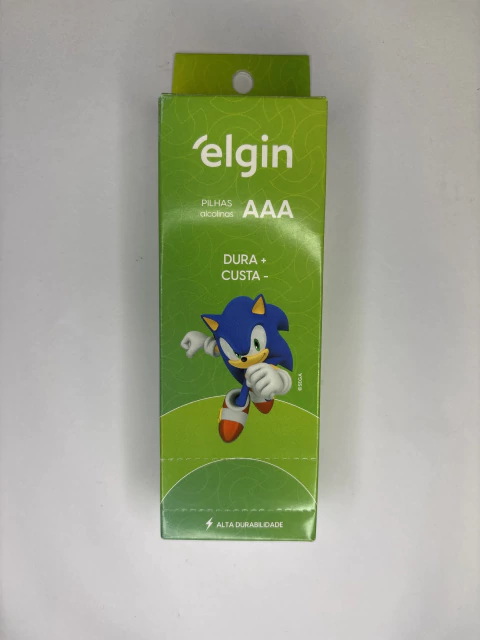 elgin
PILHAS
alcalinas AAA
DURA +
CUSTA -
©SEGA
ALTA DURABILIDADE